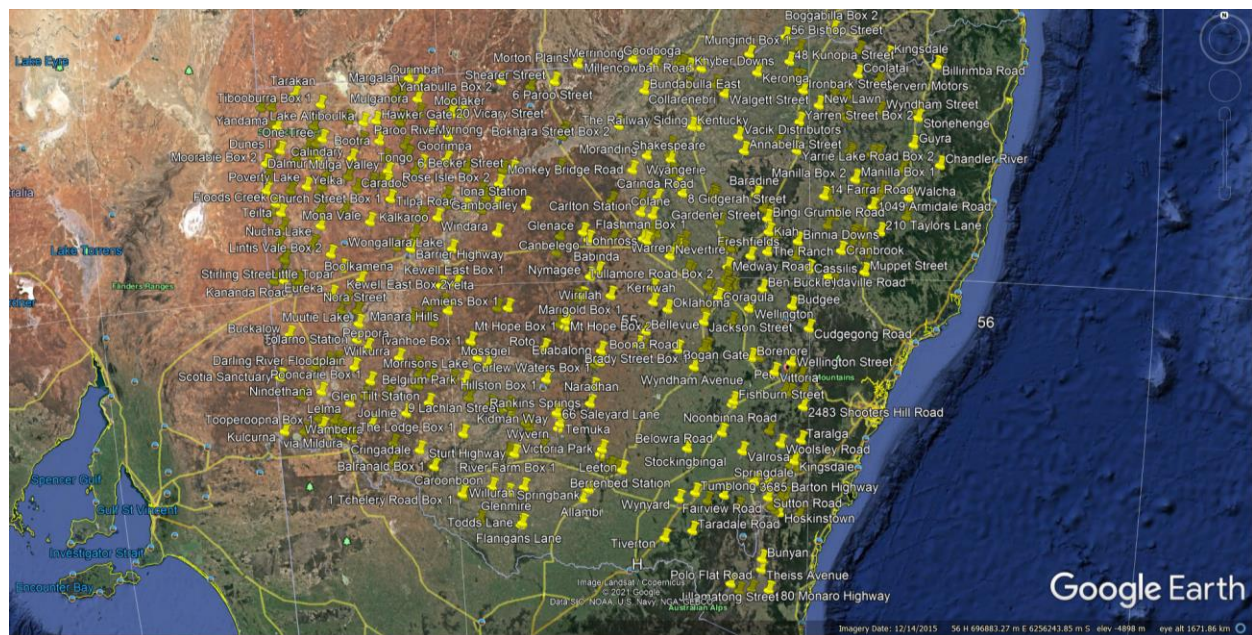 Boggabilla Box 2
56 Bishop Street
Mungindi Box 1
Lake Eyre
Morton Plains
Merrinong
Goodooga
48 Kunopia Street
Kingsdale
Ourimbah
Millencowbah Road
Khyber Downs
Coolatai
Billirimba Road
Tarakan
Margalah
Shearer Street
Keronga
Yantabulla Box 2
Bundabulla East
Ironbark Street
Tibooburra Box 1
Mulganora
Moolaker
6 Paroo Street
Collarenebri
Walgett Street
New Lawn
Wyndham Street
Yandama
Lake Altiboulka
Hawker Gate
20 Vicary Street
The Railway Siding
Kentucky
Yarren Street Box 2
Stonehenge
One Tree
Paroo River
Myrnong
Bokhara Street Box 2
Vacik Distributors
Bootra
Goorimpa
Guyra
Calindary
Moranding
Shakespeare
Annabella Street
Moorabie Box 2
Mulga Valley
Tongo
6 Becker Street
Yarrie Lake Road Box 2
Chandler River
Poverty Lake
Yelka
Caradoc
Rose Isle Box 2
Monkey Bridge Road
Wyangerie
Baradine
Manilla Box 2
Manilla Box 1
Floods Creek
Church Street Box 1
Tilpa Road
Iona Station
Carinda Road
8 Gidgerah Street
14 Farrar Road
Walcha
Teilta
Mona Vale
Kalkaroo
Gambolalley
Carlton Station
Colane
Gardener Street
Bingi Grumble Road
1049 Armidale Road
Nucha Lake
Windara
Glenace
Flashman Box 1
Kiah
Binnia Downs
210 Taylors Lane
Lake Torrens
Lintis Vale Box 2
Wongallara Lake
Barrier Highway
Canbelego
Warren
Nevertire
Freshfields
The Ranch
Cranbrook
Babinda
Boolkamena
Kewell East Box 1
Nymagee
Tullamore Road Box 2
Medway Road
Cassilis
Muppet Street
Stirling Street
Little Topar
Flinders Ranges
Kananda Road
Eureka
Kewell East Box 2
Yelta
Wirrilah
Kerriwah
Ben Buckle
Idaville Road
Nora Street
Amiens Box 1
Marigold Box 1
Oklahoma
Coragula
Budgee
Muutie Lake
Manara Hills
55
Wellington
56
Buckalow
Peppora
Mt Hope Box 1
Bellevue
Jackson Street
Cudgegong Road
Tolarno Station
Ivanhoe Box 1
Roto
Boona Road
Wilkurra
Mossgiel
Euabalong
Bogan Gate
Borenore
Darling River Floodplain
Morrisons Lake
Curlew Waters Box 1
Brady Street Box
Wellington Street
Scotia Sanctuary
Pooncarie Box 1
Belgium Park
Hillston Box 1
Naradhan
Wyndham Avenue
Vittoria
Nindethana
Glen Tilt Station
Rankins Springs
Fishburn Street
Lelma
9 Lachlan Street
66 Saleyard Lane
2483 Shooters Hill Road
Tooperoopna Box 1
Joulnie
Kidman Way
Noonbinna Road
Wamberra
The Lodge Box 1
Temuka
Kulcurna
via Mildura
Wyvern
Belowra Road
Taralga
Cringadale
Sturt Highway
Victoria Park
Valrosa
Woolsley Road
Balranald Box 1
River Farm Box 1
Leeton
Stockingbingal
Kingsdale
Spencer Gulf
Caroonboon
Berrenbed Station
Springdale
1 Tchelery Road Box 1
Willurah
Springbank
Tumblong
3685 Barton Highway
Gulf St Vincent
Glenmire
Wynyard
Fairview Road
Sutton Road
Todds Lane
Allambi
Taradale Road
Hoskinstown
Flanigans Lane
Tiverton
Investigator Strait
Bunyan
H
Encounter Bay
Polo Flat Road
Theiss Avenue
Image Landsat / Copernicus
© 2021 Google
Data SIO, NOAA, U.S. Navy, NGA, GEBCO
Jillamatong Street
80 Monaro Highway
Australian Alps
Google Earth
Imagery Date: 12/14/2015 56 H 696883.27 m E 6256243.85 m S elev -4898 m eye alt 1671.86 km